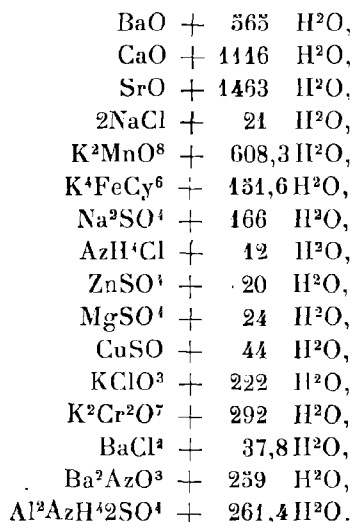 BaO + 565 H²O,
CaO + 1116 H²O,
SrO + 1463 H²O,
2NaCl + 21 H²O,
K²MnO⁸ + 608,3 H²O,
K⁴FeCy⁶ + 151,6 H²O,
Na²SO⁴ + 166 H²O,
AzH⁴Cl + 12 H²O,
ZnSO⁴ + 20 H²O,
MgSO⁴ + 24 H²O,
CuSO + 44 H²O,
KClO³ + 222 H²O,
K²Cr²O⁷ + 292 H²O,
BaCl² + 37,8 H²O,
Ba²AzO³ + 259 H²O,
Al²AzH⁴2SO⁴ + 261,4 H²O.